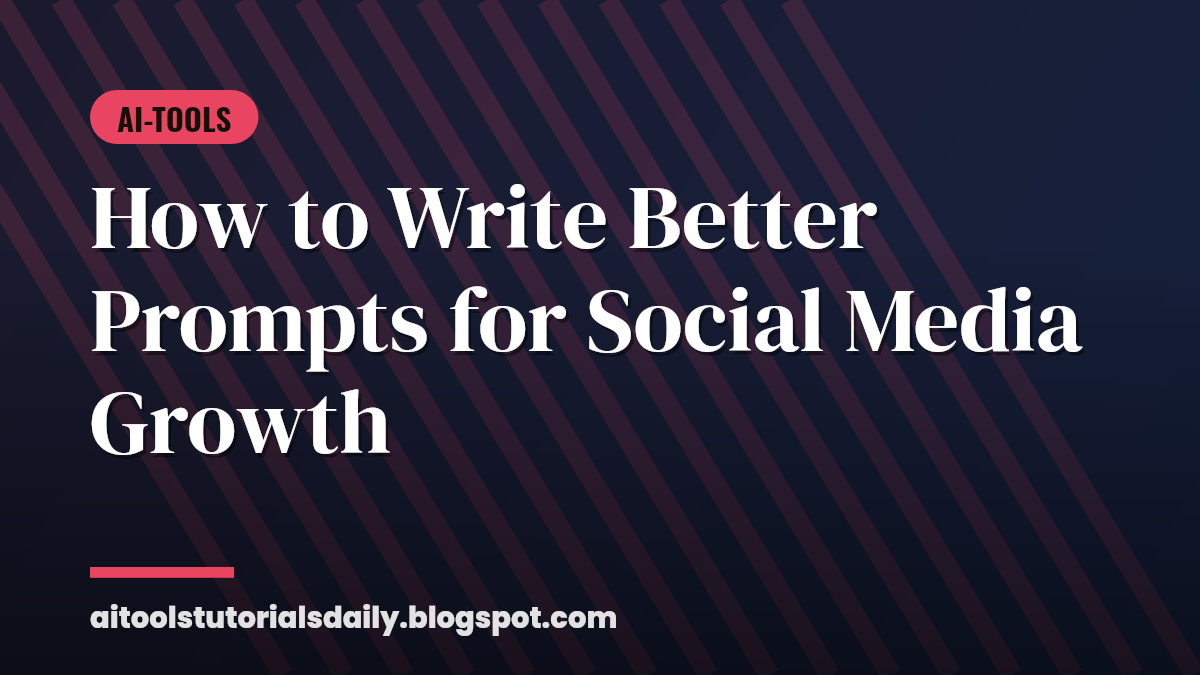 AI-TOOLS
How to Write Better
Prompts for Social Media
Growth
aitoolstutorialsdaily.blogspot.com